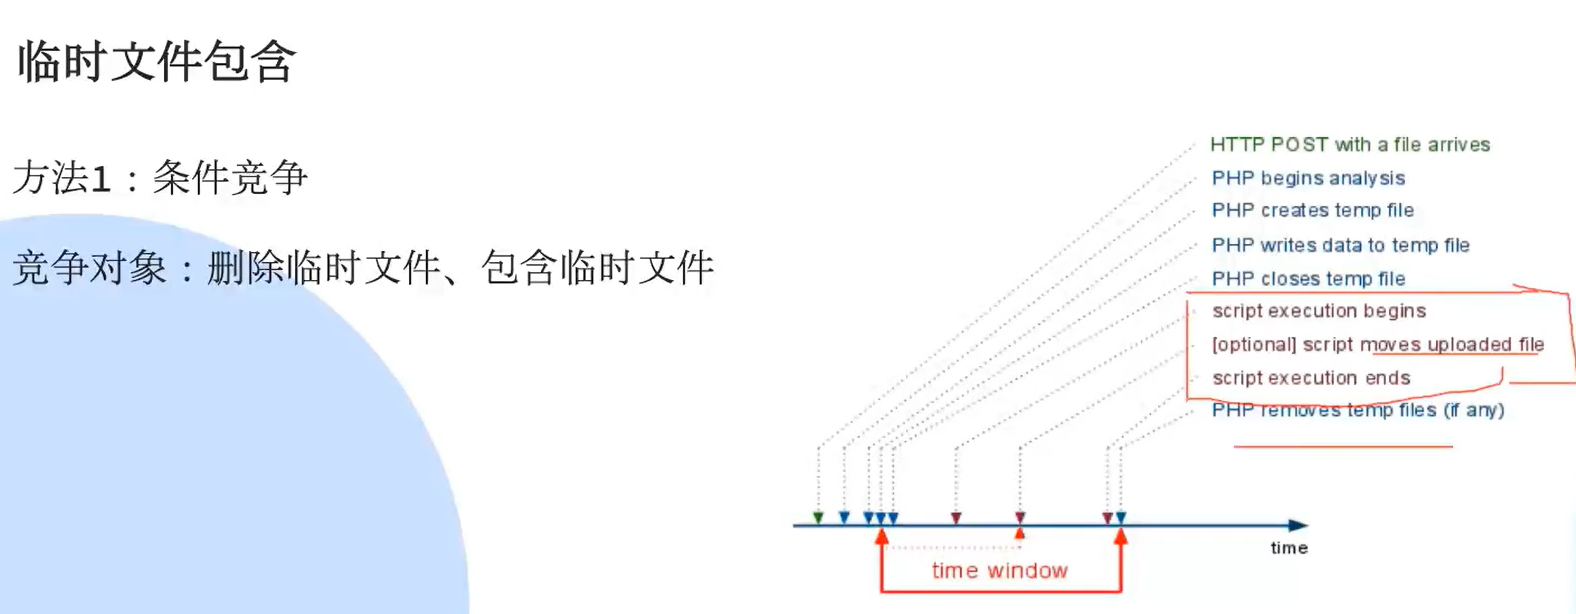 临时文件包含
方法1：条件竞争
竞争对象：删除临时文件、包含临时文件
HTTP POST with a file arrives
PHP begins analysis
PHP creates temp file
PHP writes data to temp file
PHP closes temp file
script execution begins
[optional] script moves uploaded file
script execution ends
PHP removes temp files (if any)
time
time window